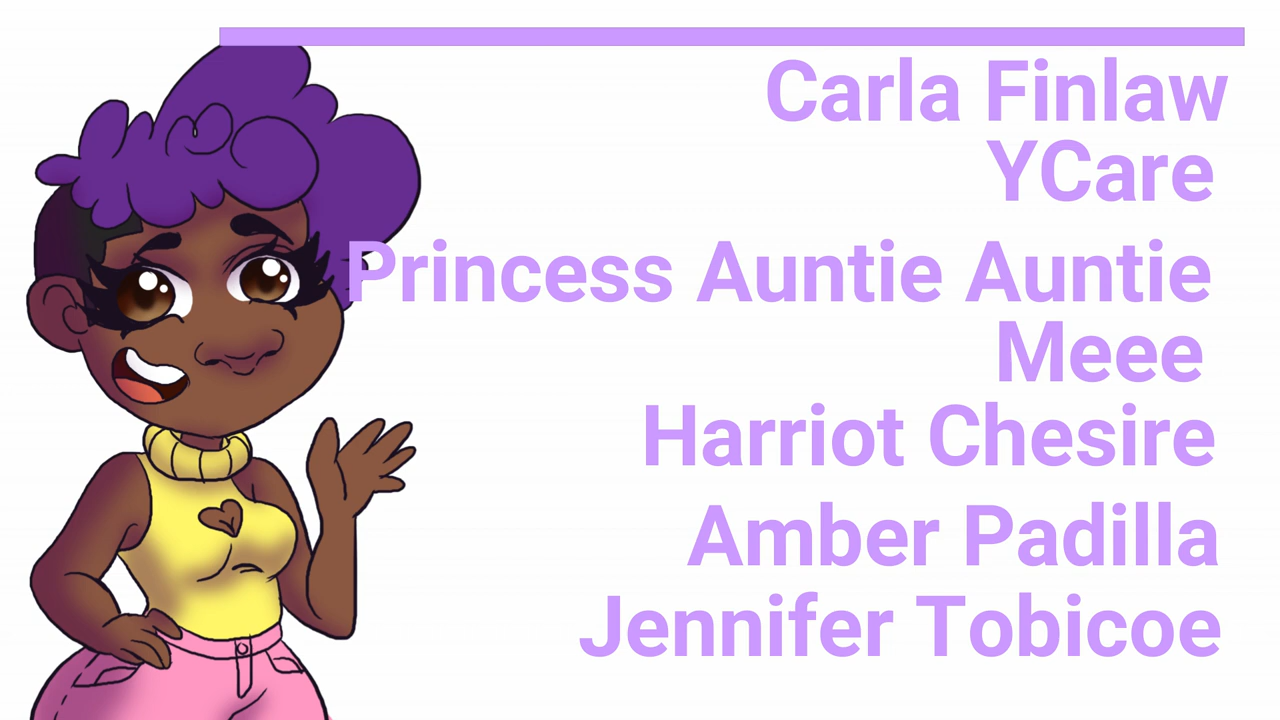 Carla Finlaw
YCare
Princess Auntie Auntie
Meee
Harriot Chesire
Amber Padilla
Jennifer Tobicoe